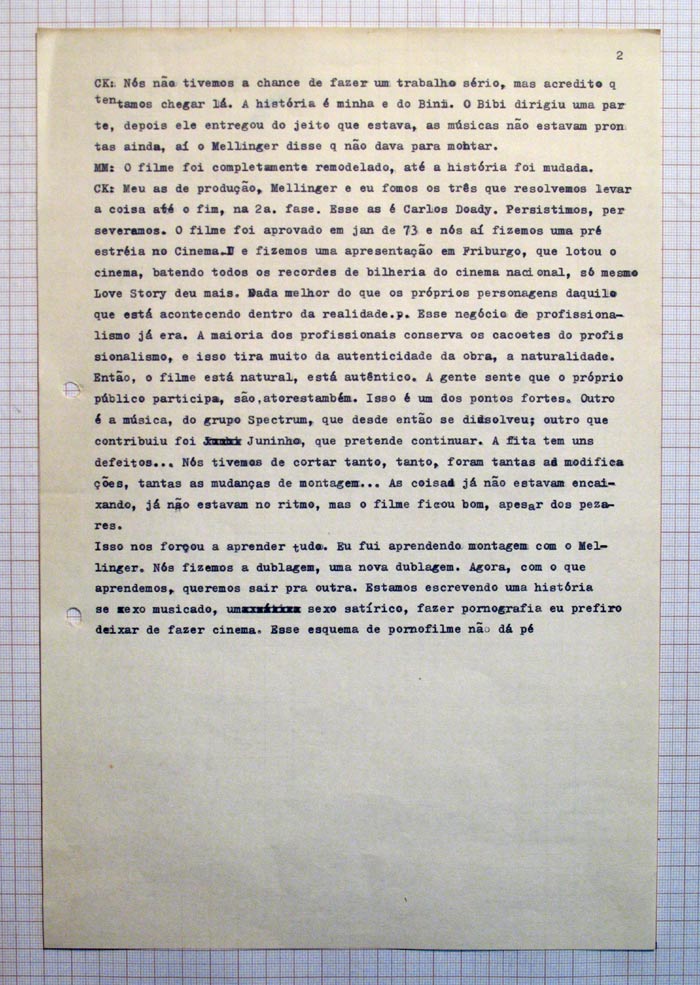 2
CK: Nós não tivemos a chance de fazer um trabalho sério, mas acredito q
tentamos chegar lá. A história é minha e do Bini. O Bibi dirigiu uma par
te, depois ele entregou do jeito que estava, as músicas não estavam pron
tas ainda, aí o Mellinger disse q não dava para montar.
MM: O filme foi completamente remodelado, até a história foi mudada.
CK: Meu as de produção, Mellinger e eu fomos os três que resolvemos levar
a coisa até o fim, na 2a. fase. Esse as é Carlos Doady. Persistimos, per
severamos. O filme foi aprovado em jan de 73 e nós aí fizemos uma pré
estréia no Cinema.I e fizemos uma apresentação em Friburgo, que lotou o
cinema, batendo todos os recordes de bilheria do cinema nacional, só mesmo
Love Story deu mais. Nada melhor do que os próprios personagens daquilo
que está acontecendo dentro da realidade.p. Esse negócio de profissiona-
lismo já era. A maioria dos profissionais conserva os cacoetes do profis
sionalismo, e isso tira muito da autenticidade da obra, a naturalidade.
Então, o filme está natural, está autêntico. A gente sente que o próprio
público participa, são,atorestambém. Isso é um dos pontos fortes. Outro
é a música, do grupo Spectrum, que desde então se dissolveu; outro que
contribuiu foi Juninho, que pretende continuar. A fita tem uns
defeitos... Nós tivemos de cortar tanto, tanto, foram tantas as modifica
ções, tantas as mudanças de montagem... As coisas já não estavam encai-
xando, já não estavam no ritmo, mas o filme ficou bom, apesar dos peza-
res.
Isso nos forçou a aprender tudo. Eu fui aprendendo montagem com o Mel-
linger. Nós fizemos a dublagem, uma nova dublagem. Agora, com o que
aprendemos, queremos sair pra outra. Estamos escrevendo uma história
se sexo musicado, um sexo satírico, fazer pornografia eu prefiro
deixar de fazer cinema. Esse esquema de pornofilme não dá pé